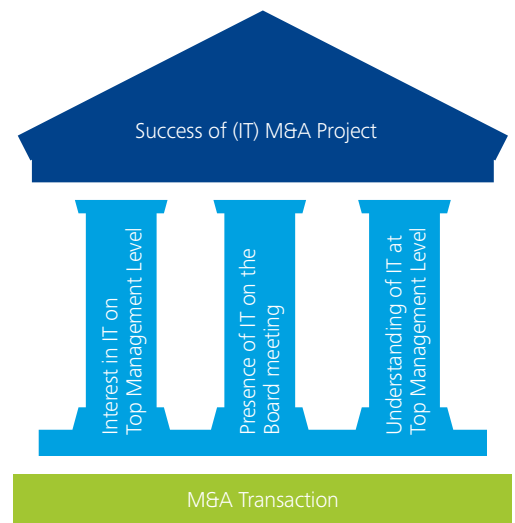 Success of (IT) M&A Project
Interest in IT on
Top Management Level
Presence of IT on the
Board meeting
Understanding of IT at
Top Management Level
M&A Transaction